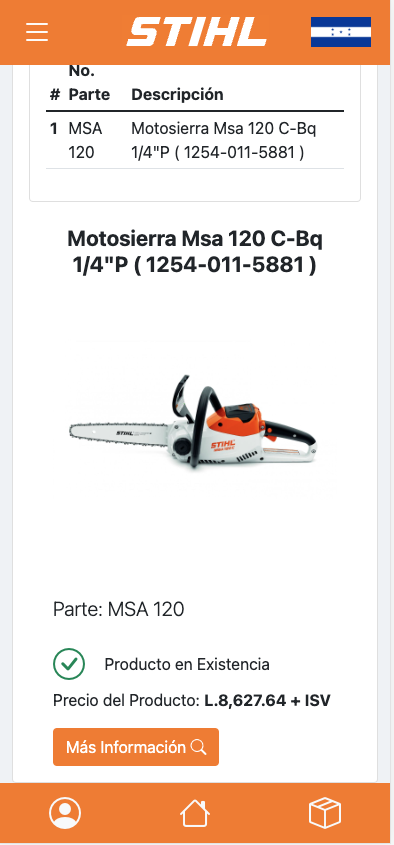 STIHL
No.
# Parte Descripción
1 MSA Motosierra Msa 120 C-Bq
120 1/4"P ( 1254-011-5881 )
Motosierra Msa 120 C-Bq
1/4"P ( 1254-011-5881 )
STIHL
STIHL
Parte: MSA 120
Producto en Existencia
Precio del Producto: L.8,627.64 + ISV
Más Información